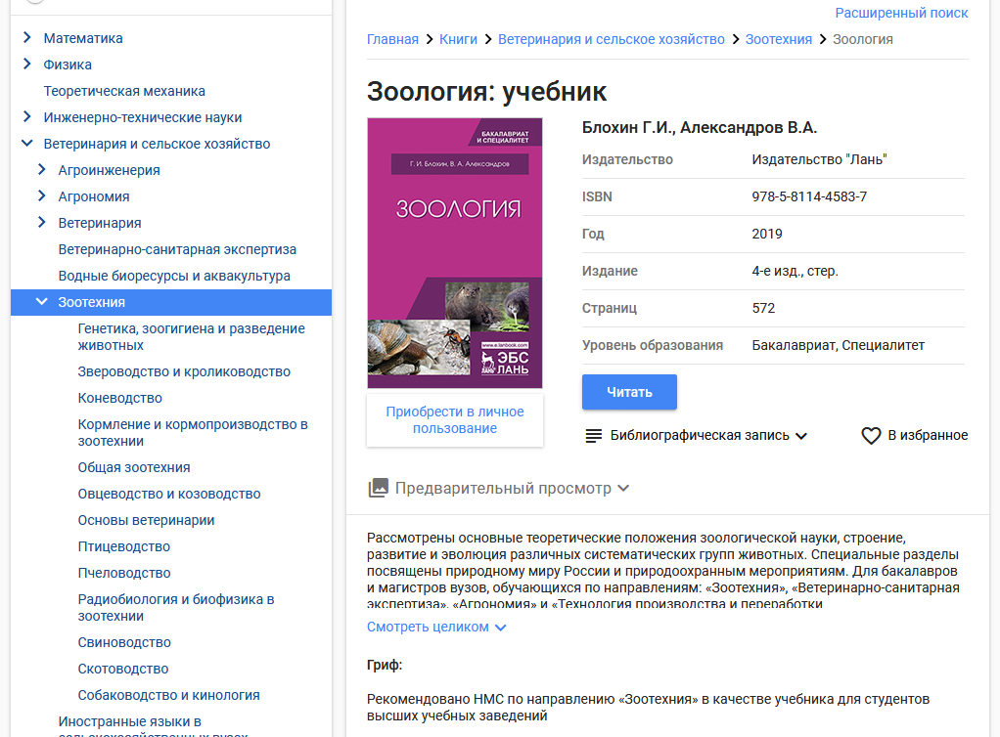 Математика
Физика
Теоретическая механика
Инженерно-технические науки
Ветеринария и сельское хозяйство
Агроинженерия
Агрономия
Ветеринария
Ветеринарно-санитарная экспертиза
Водные биоресурсы и аквакультура
Зоотехния
Генетика, зоогигиена и разведение
животных
Звероводство и кролиководство
Коневодство
Кормление и кормопроизводство в
зоотехнии
Общая зоотехния
Овцеводство и козоводство
Основы ветеринарии
Птицеводство
Пчеловодство
Радиобиология и биофизика в
зоотехнии
Свиноводство
Скотоводство
Собаководство и кинология
Иностранные языки в
сельскохозяйственных вузах
Расширенный поиск
Главная > Книги > Ветеринария и сельское хозяйство > Зоотехния > Зоология
Зоология: учебник
БАКАЛАВРИАТ
И СПЕЦИАЛИТЕТ
Г. И. Блохин, В. А. Александров
ЗООЛОГИЯ
www.e.lanbook.com
ЭБС
ЛАНЬ
ЛАНЬ
Приобрести в личное
пользование
Блохин Г.И., Александров В.А.
Издательство Издательство "Лань"
ISBN 978-5-8114-4583-7
Год 2019
Издание 4-е изд., стер.
Страниц 572
Уровень образования Бакалавриат, Специалитет
Читать
Библиографическая запись
В избранное
Предварительный просмотр
Рассмотрены основные теоретические положения зоологической науки, строение,
развитие и эволюция различных систематических групп животных. Специальные разделы
посвящены природному миру России и природоохранным мероприятиям. Для бакалавров
и магистров вузов, обучающихся по направлениям: «Зоотехния», «Ветеринарно-санитарная
экспертиза», «Агрономия» и «Технология производства и переработки
Смотреть целиком
Гриф:
Рекомендовано НМС по направлению «Зоотехния» в качестве учебника для студентов
высших учебных заведений